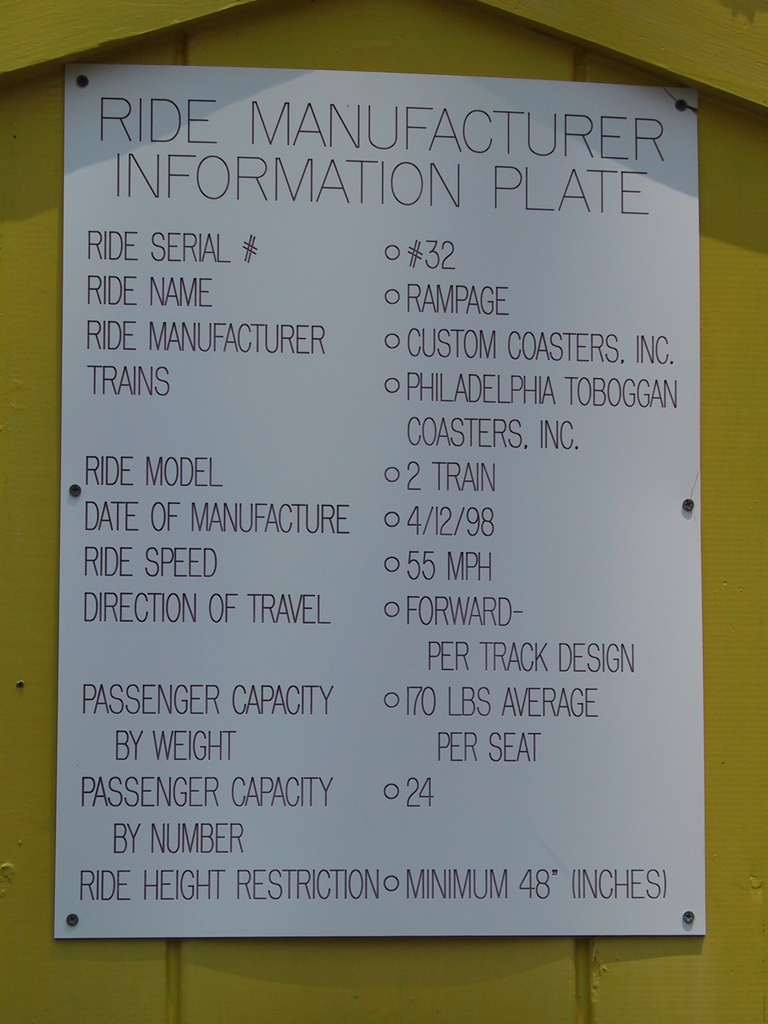 RIDE MANUFACTURER
INFORMATION PLATE
RIDE SERIAL # ○ #32
RIDE NAME ○ RAMPAGE
RIDE MANUFACTURER ○ CUSTOM COASTERS, INC.
TRAINS ○ PHILADELPHIA TOBOGGAN
COASTERS, INC.
RIDE MODEL ○ 2 TRAIN
DATE OF MANUFACTURE ○ 4/12/98
RIDE SPEED ○ 55 MPH
DIRECTION OF TRAVEL ○ FORWARD-
PER TRACK DESIGN
PASSENGER CAPACITY ○ 170 LBS AVERAGE
BY WEIGHT PER SEAT
PASSENGER CAPACITY ○ 24
BY NUMBER
RIDE HEIGHT RESTRICTION ○ MINIMUM 48" (INCHES)